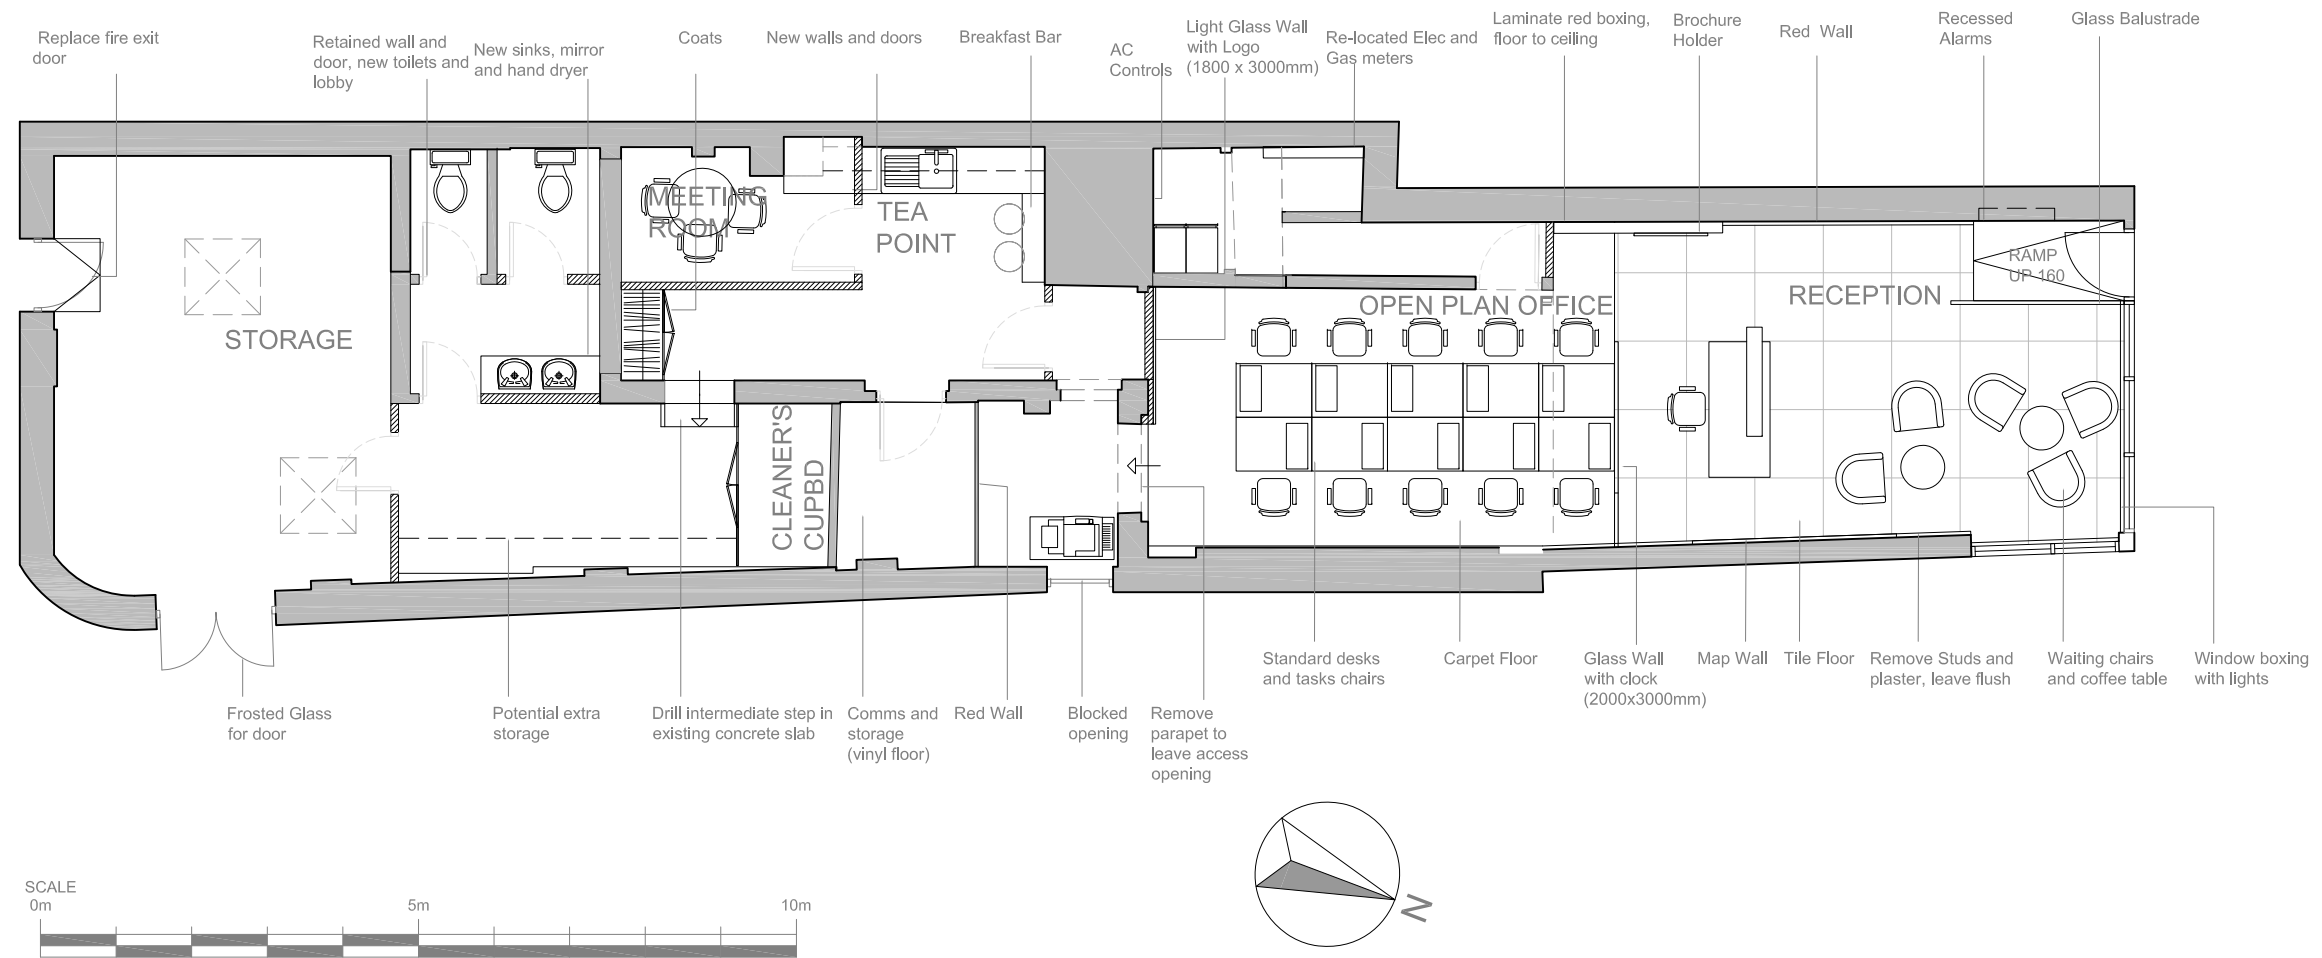 Replace fire exit
door
Retained wall and
door, new toilets and
lobby
New sinks, mirror
and hand dryer
Coats
New walls and doors
Breakfast Bar
AC
Controls
Light Glass Wall
with Logo
(1800 x 3000mm)
Re-located Elec and
Gas meters
Laminate red boxing,
floor to ceiling
Brochure
Holder
Red Wall
Recessed
Alarms
Glass Balustrade
MEETING
ROOM
TEA
POINT
STORAGE
OPEN PLAN OFFICE
RECEPTION
RAMP
UP 160
CLEANER'S
CUPBD
Standard desks
and tasks chairs
Carpet Floor
Glass Wall
with clock
(2000x3000mm)
Map Wall
Tile Floor
Remove Studs and
plaster, leave flush
Waiting chairs
and coffee table
Window boxing
with lights
Frosted Glass
for door
Potential extra
storage
Drill intermediate step in
existing concrete slab
Comms and
storage
(vinyl floor)
Red Wall
Blocked
opening
Remove
parapet to
leave access
opening
N
SCALE
0m
5m
10m